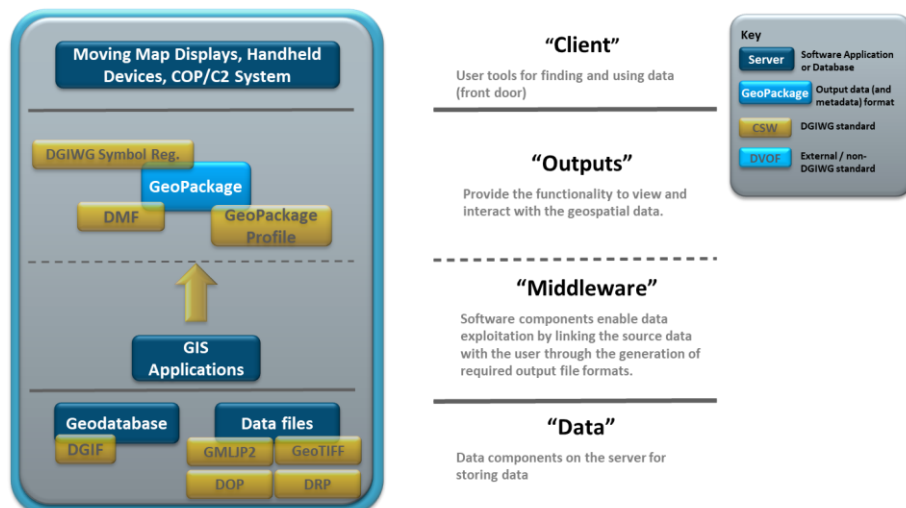 Moving Map Displays, Handheld
Devices, COP/C2 System
DGIWG Symbol Reg.
GeoPackage
DMF
GeoPackage
Profile
GIS
Applications
Geodatabase
DGIF
Data files
GMLJP2
GeoTIFF
DOP
DRP
“Client”
User tools for finding and using data
(front door)
“Outputs”
Provide the functionality to view and
interact with the geospatial data.
“Middleware”
Software components enable data
exploitation by linking the source data
with the user through the generation of
required output file formats.
“Data”
Data components on the server for
storing data
Key
Server
Software Application
or Database
GeoPackage
Output data (and
metadata) format
CSW
DGIWG standard
DVOF
External / non-
DGIWG standard